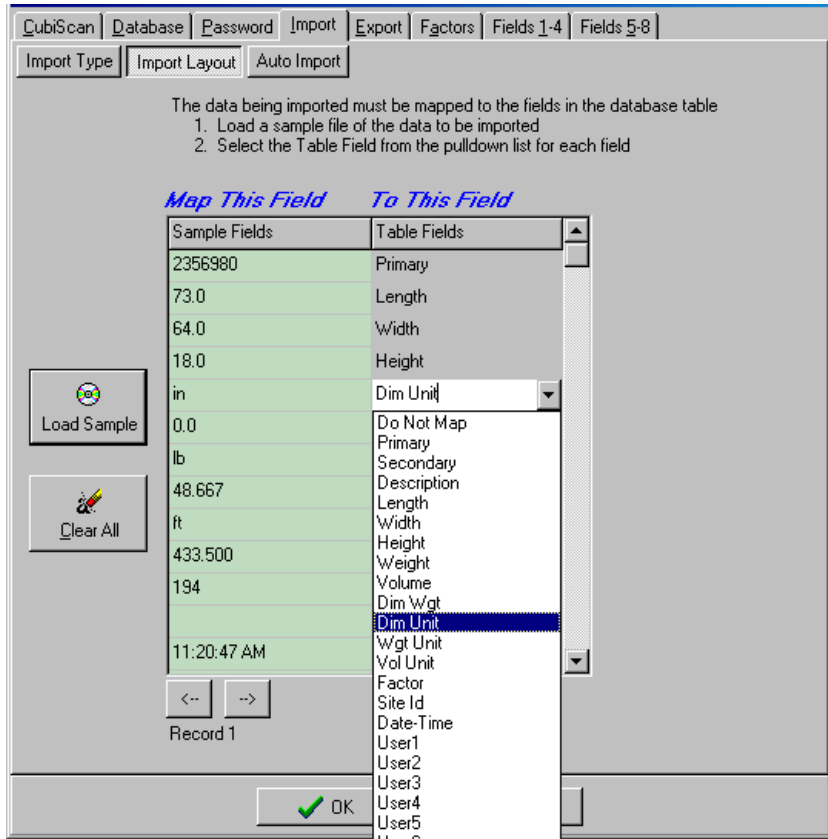 CubiScan Database Password Import Export Factors Fields 1-4 Fields 5-8
Import Type Import Layout Auto Import
The data being imported must be mapped to the fields in the database table
1. Load a sample file of the data to be imported
2. Select the Table Field from the pulldown list for each field
Map This Field To This Field
Sample Fields Table Fields
2356980 Primary
73.0 Length
64.0 Width
18.0 Height
in Dim Unit
0.0
lb
48.667
ft
433.500
194
11:20:47 AM
Do Not Map
Primary
Secondary
Description
Length
Width
Height
Weight
Volume
Dim Wgt
Dim Unit
Wgt Unit
Vol Unit
Factor
Site Id
Date-Time
User1
User2
User3
User4
User5
Load Sample
Clear All
<-- -->
Record 1
OK